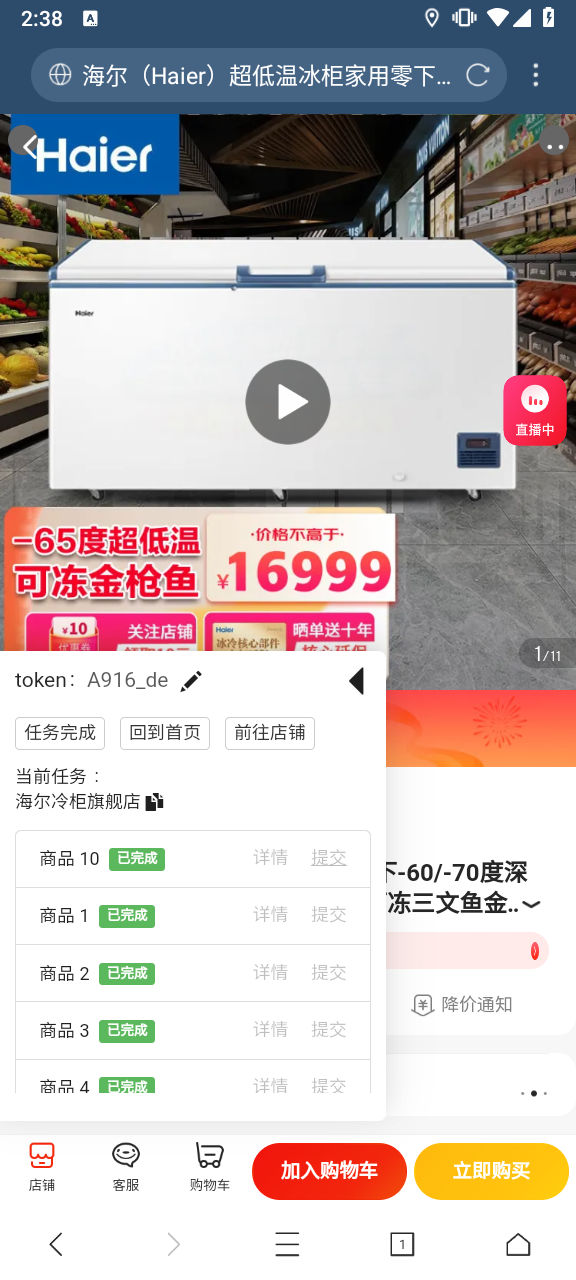 2:38
A
海尔（Haier）超低温冰柜家用零下...
Haier
LOUIS VUITTON
Haier
直播中
-65度超低温
可冻金枪鱼
·价格不高于·
¥16999
¥10
优惠券
关注店铺
Haier
冰冷核心部件
晒单送十年
1/11
token: A916_de
任务完成
回到首页
前往店铺
当前任务：
海尔冷柜旗舰店
商品 10 已完成 详情 提交
商品 1 已完成 详情 提交
商品 2 已完成 详情 提交
商品 3 已完成 详情 提交
商品 4 已完成 详情 提交
下-60/-70度深
冻三文鱼金..
降价通知
店铺
客服
购物车
加入购物车
立即购买
1